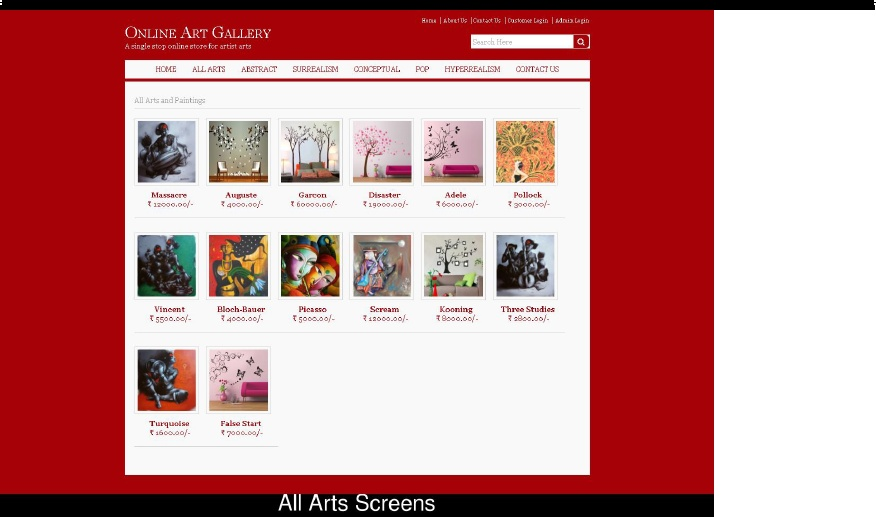 Home | About Us | Contact Us | Customer Login | Admin Login
Online Art Gallery
A single stop online store for artist arts
Search Here
HOME ALL ARTS ABSTRACT SURREALISM CONCEPTUAL POP HYPERREALISM CONTACT US
All Arts and Paintings
Massacre Auguste Garcon Disaster Adele Pollock
₹ 12000.00/- ₹ 4000.00/- ₹ 60000.00/- ₹ 19000.00/- ₹ 6000.00/- ₹ 3000.00/-
Vincent Bloch-Bauer Picasso Scream Kooning Three Studies
₹ 5500.00/- ₹ 4000.00/- ₹ 5000.00/- ₹ 12000.00/- ₹ 8000.00/- ₹ 2800.00/-
Turquoise False Start
₹ 1600.00/- ₹ 7000.00/-
All Arts Screens